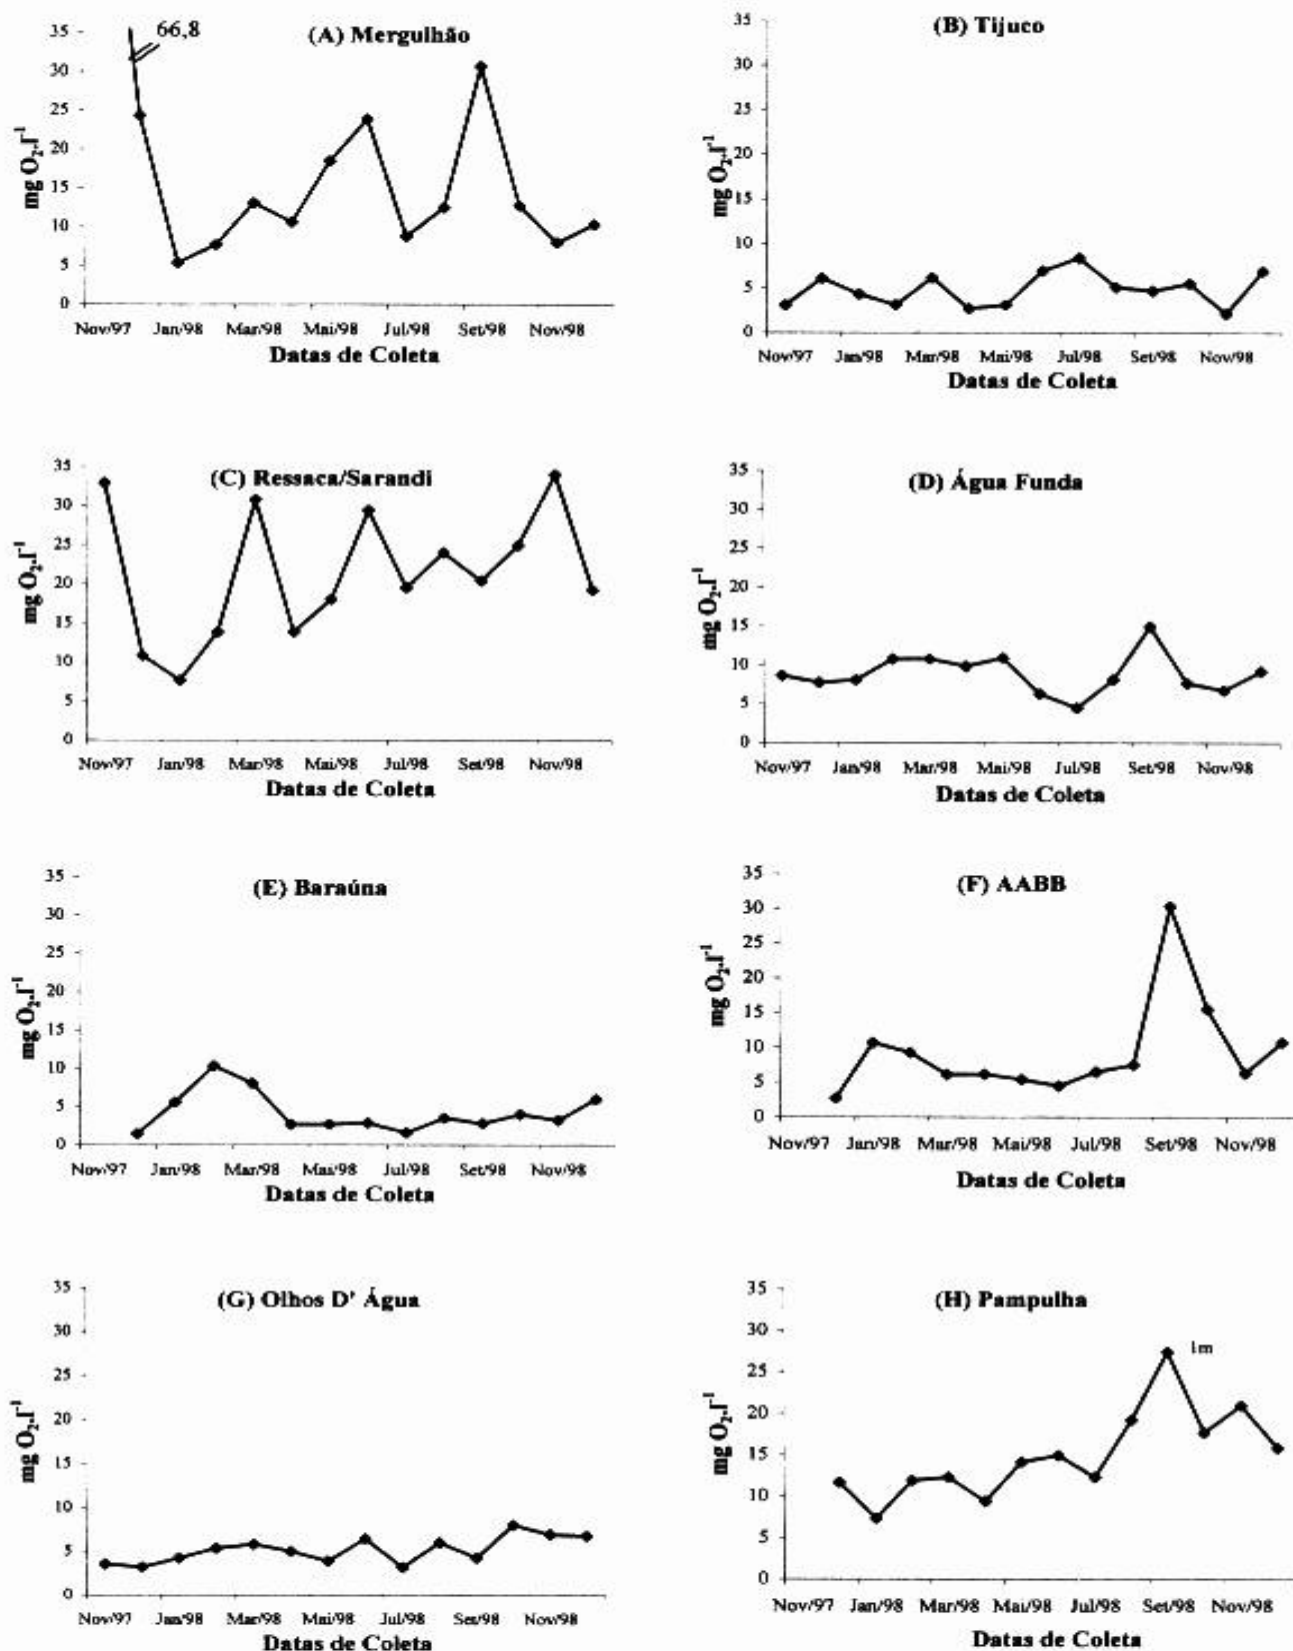 66,8
(A) Mergulhão
35
30
25
20
15
10
5
0
mg O₂.l⁻¹
Nov/97 Jan/98 Mar/98 Mai/98 Jul/98 Set/98 Nov/98
Datas de Coleta
(B) Tijuco
35
30
25
20
15
10
5
0
mg O₂.l⁻¹
Nov/97 Jan/98 Mar/98 Mai/98 Jul/98 Set/98 Nov/98
Datas de Coleta
(C) Ressaca/Sarandi
35
30
25
20
15
10
5
0
mg O₂.l⁻¹
Nov/97 Jan/98 Mar/98 Mai/98 Jul/98 Set/98 Nov/98
Datas de Coleta
(D) Água Funda
35
30
25
20
15
10
5
0
mg O₂.l⁻¹
Nov/97 Jan/98 Mar/98 Mai/98 Jul/98 Set/98 Nov/98
Datas de Coleta
(E) Baraúna
35
30
25
20
15
10
5
0
mg O₂.l⁻¹
Nov/97 Jan/98 Mar/98 Mai/98 Jul/98 Set/98 Nov/98
Datas de Coleta
(F) AABB
35
30
25
20
15
10
5
0
mg O₂.l⁻¹
Nov/97 Jan/98 Mar/98 Mai/98 Jul/98 Set/98 Nov/98
Datas de Coleta
(G) Olhos D' Água
35
30
25
20
15
10
5
0
mg O₂.l⁻¹
Nov/97 Jan/98 Mar/98 Mai/98 Jul/98 Set/98 Nov/98
Datas de Coleta
(H) Pampulha
1m
35
30
25
20
15
10
5
0
mg O₂.l⁻¹
Nov/97 Jan/98 Mar/98 Mai/98 Jul/98 Set/98 Nov/98
Datas de Coleta